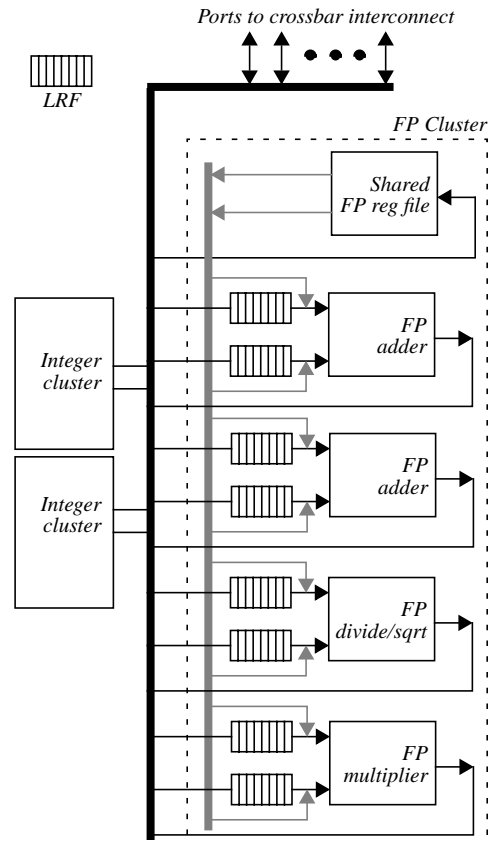 Ports to crossbar interconnect
LRF
FP Cluster
Shared
FP reg file
FP
adder
Integer
cluster
FP
adder
Integer
cluster
FP
divide/sqrt
FP
multiplier